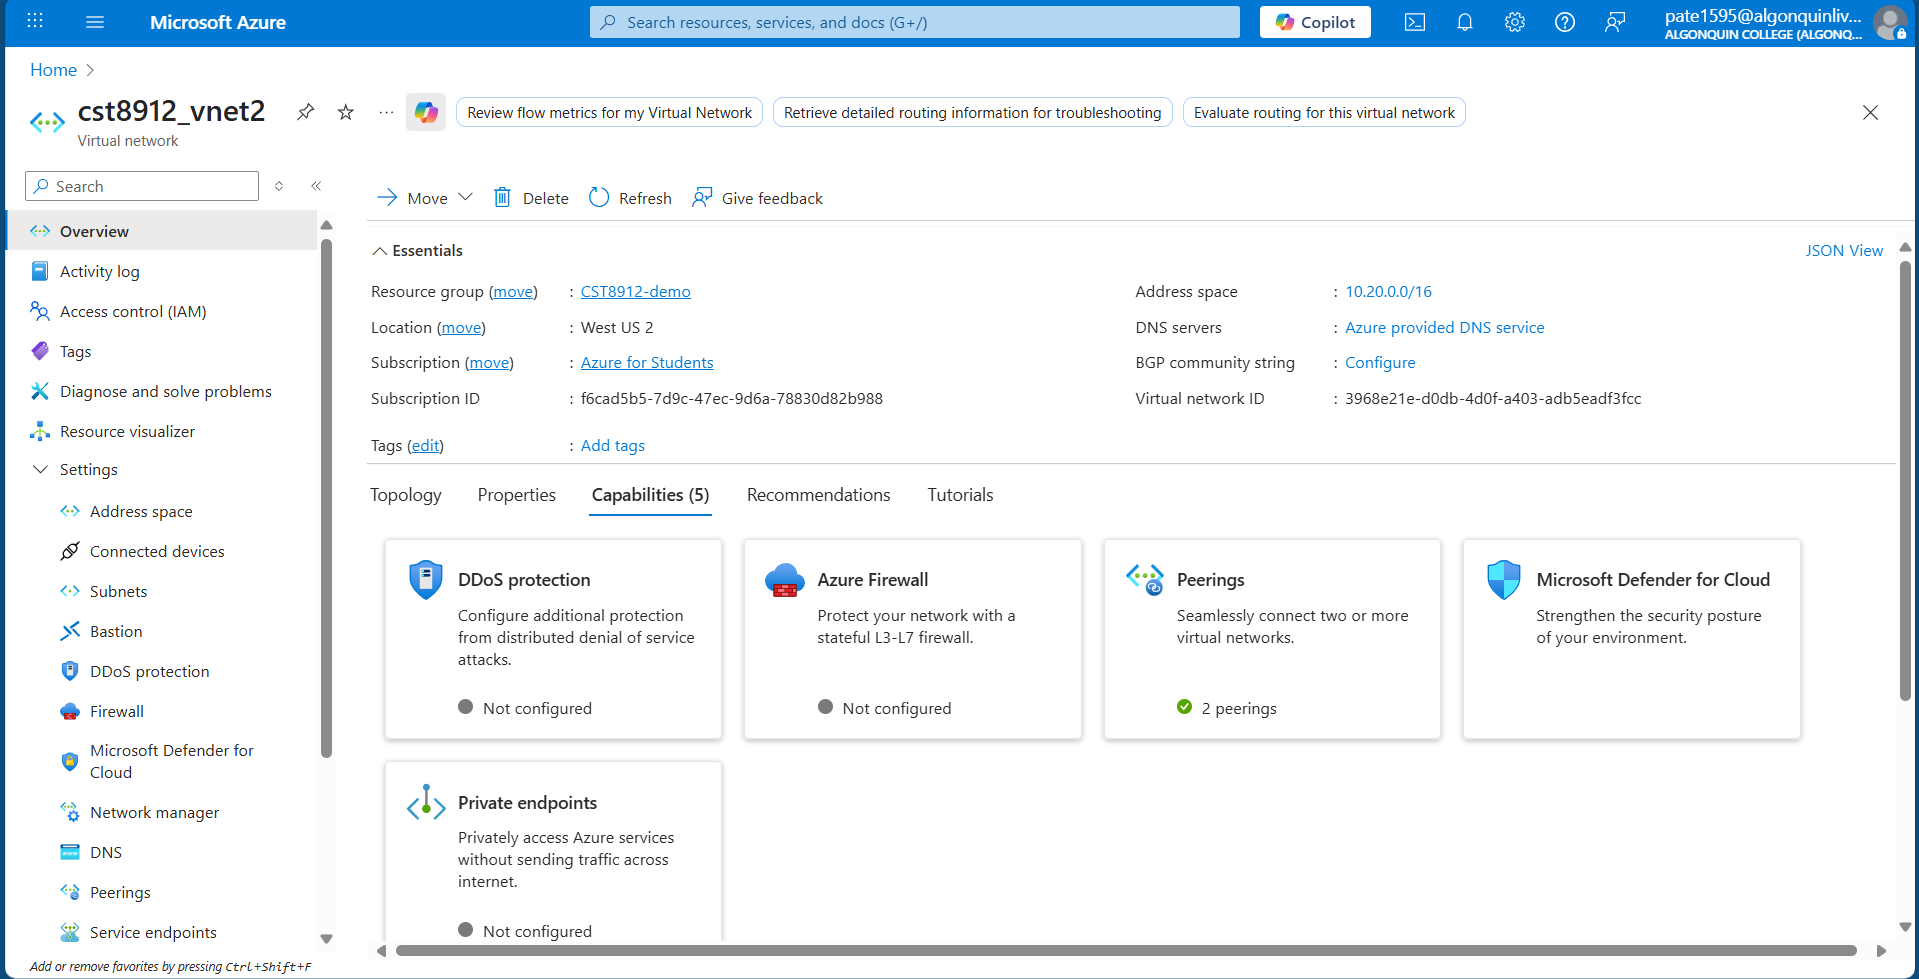 Microsoft Azure
Search resources, services, and docs (G+/)
Copilot
pate1595@algonquinliv...
ALGONQUIN COLLEGE (ALGONQ...
Home
cst8912_vnet2
Virtual network
...
Review flow metrics for my Virtual Network
Retrieve detailed routing information for troubleshooting
Evaluate routing for this virtual network
Search
Overview
Activity log
Access control (IAM)
Tags
Diagnose and solve problems
Resource visualizer
Settings
Address space
Connected devices
Subnets
Bastion
DDoS protection
Firewall
Microsoft Defender for
Cloud
Network manager
DNS
Peerings
Service endpoints
Add or remove favorites by pressing Ctrl+Shift+F
Move
Delete
Refresh
Give feedback
Essentials
JSON View
Resource group (move) : CST8912-demo
Location (move) : West US 2
Subscription (move) : Azure for Students
Subscription ID : f6cad5b5-7d9c-47ec-9d6a-78830d82b988
Tags (edit) : Add tags
Address space : 10.20.0.0/16
DNS servers : Azure provided DNS service
BGP community string : Configure
Virtual network ID : 3968e21e-d0db-4d0f-a403-adb5eadf3fcc
Topology
Properties
Capabilities (5)
Recommendations
Tutorials
DDoS protection
Configure additional protection
from distributed denial of service
attacks.
Not configured
Azure Firewall
Protect your network with a
stateful L3-L7 firewall.
Not configured
Peerings
Seamlessly connect two or more
virtual networks.
2 peerings
Microsoft Defender for Cloud
Strengthen the security posture
of your environment.
Private endpoints
Privately access Azure services
without sending traffic across
internet.
Not configured